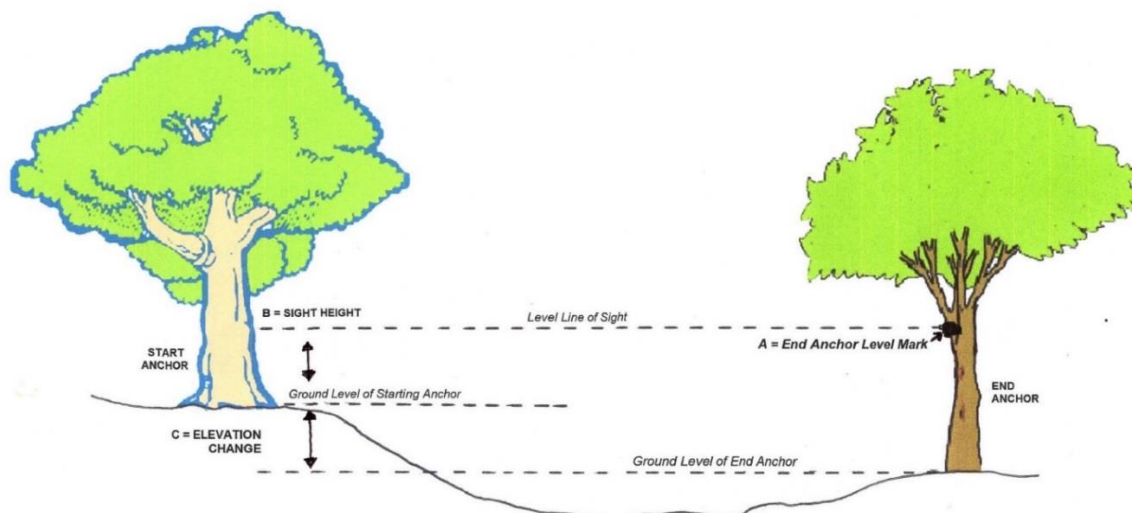 B = SIGHT HEIGHT
Level Line of Sight
A = End Anchor Level Mark
START
ANCHOR
Ground Level of Starting Anchor
END
ANCHOR
C = ELEVATION
CHANGE
Ground Level of End Anchor